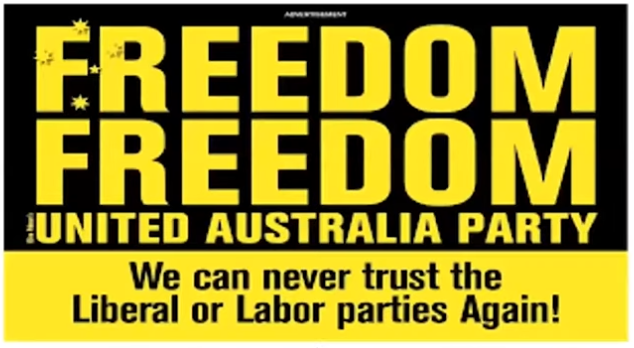 ADVERTISEMENT
FREEDOM
FREEDOM
UNITED AUSTRALIA PARTY
We can never trust the
Liberal or Labor parties Again!